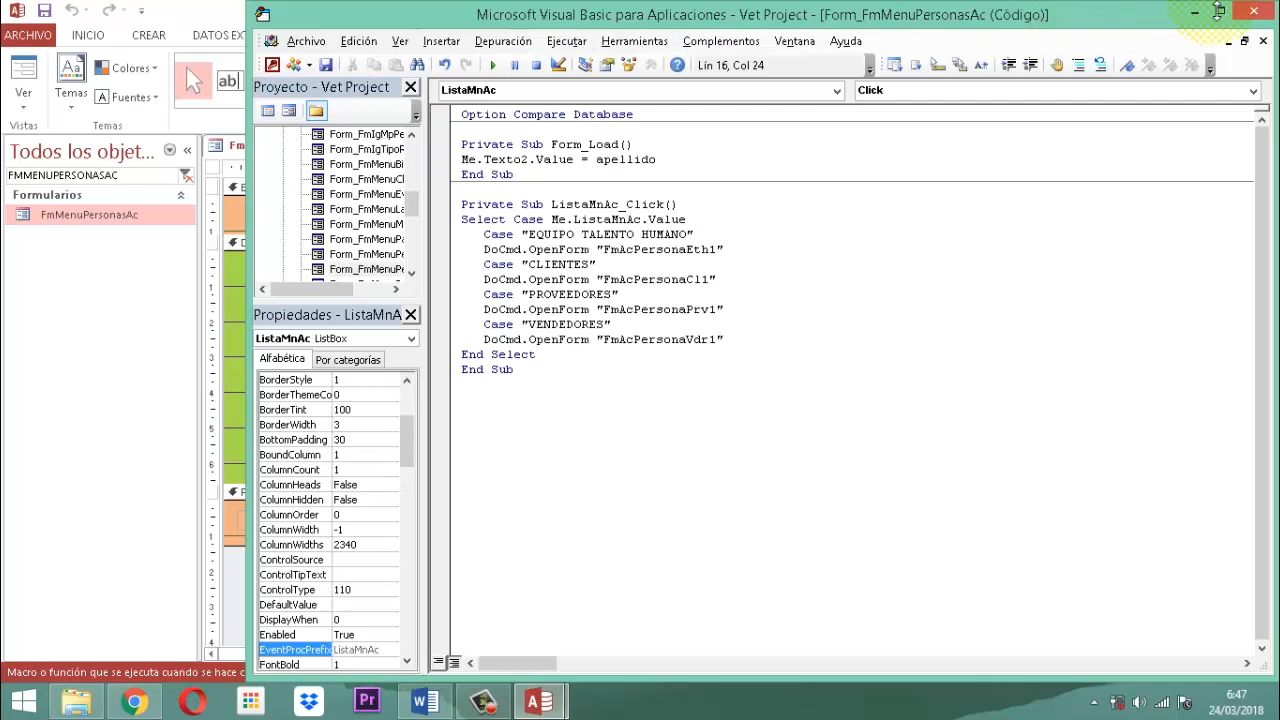 Microsoft Visual Basic para Aplicaciones - Vet Project - [Form_FmMenuPersonasAc (Código)]
ARCHIVO INICIO CREAR DATOS EX
Archivo Edición Ver Insertar Depuración Ejecutar Herramientas Complementos Ventana Ayuda
Lín 16, Col 24
Ver
Temas
Colores
Fuentes
ab|
Vistas
Temas
Proyecto - Vet Project
Form_FmIgMpPe
Form_FmIgTipoR
Form_FmMenuBi
Form_FmMenuCl
Form_FmMenuEv
Form_FmMenuLa
Form_FmMenuM
Form_FmMenuPa
Form_FmMenuPe
Form_FmMenuPe
Todos los objet...
FMMENUPERSONASAC
Formularios
FmMenuPersonasAc
Fm
Propiedades - ListaMnA
ListaMnAc ListBox
Alfabética Por categorías
BorderStyle 1
BorderThemeCo 0
BorderTint 100
BorderWidth 3
BottomPadding 30
BoundColumn 1
ColumnCount 1
ColumnHeads False
ColumnHidden False
ColumnOrder 0
ColumnWidth -1
ColumnWidths 2340
ControlSource
ControlTipText
ControlType 110
DefaultValue
DisplayWhen 0
Enabled True
EventProcPrefix ListaMnAc
FontBold 1
ListaMnAc Click
Option Compare Database
Private Sub Form_Load()
Me.Texto2.Value = apellido
End Sub
Private Sub ListaMnAc_Click()
Select Case Me.ListaMnAc.Value
Case "EQUIPO TALENTO HUMANO"
DoCmd.OpenForm "FmAcPersonaEth1"
Case "CLIENTES"
DoCmd.OpenForm "FmAcPersonaCl1"
Case "PROVEEDORES"
DoCmd.OpenForm "FmAcPersonaPrv1"
Case "VENDEDORES"
DoCmd.OpenForm "FmAcPersonaVdr1"
End Select
End Sub
Macro o función que se ejecuta cuando se hace c
Pr
6:47
24/03/2018